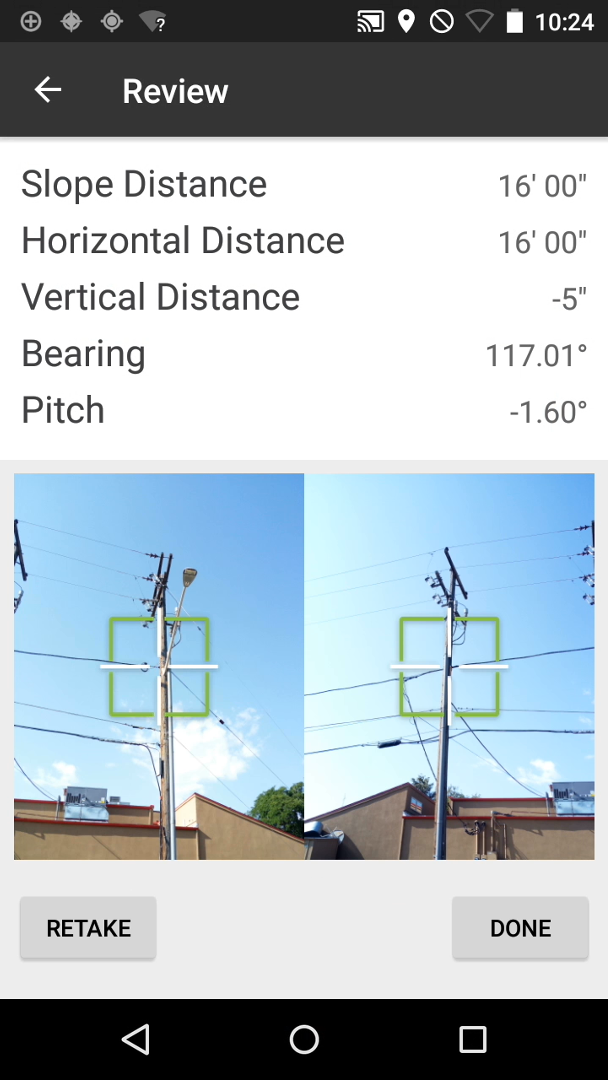 10:24
Review
Slope Distance 16' 00"
Horizontal Distance 16' 00"
Vertical Distance -5"
Bearing 117.01°
Pitch -1.60°
RETAKE DONE